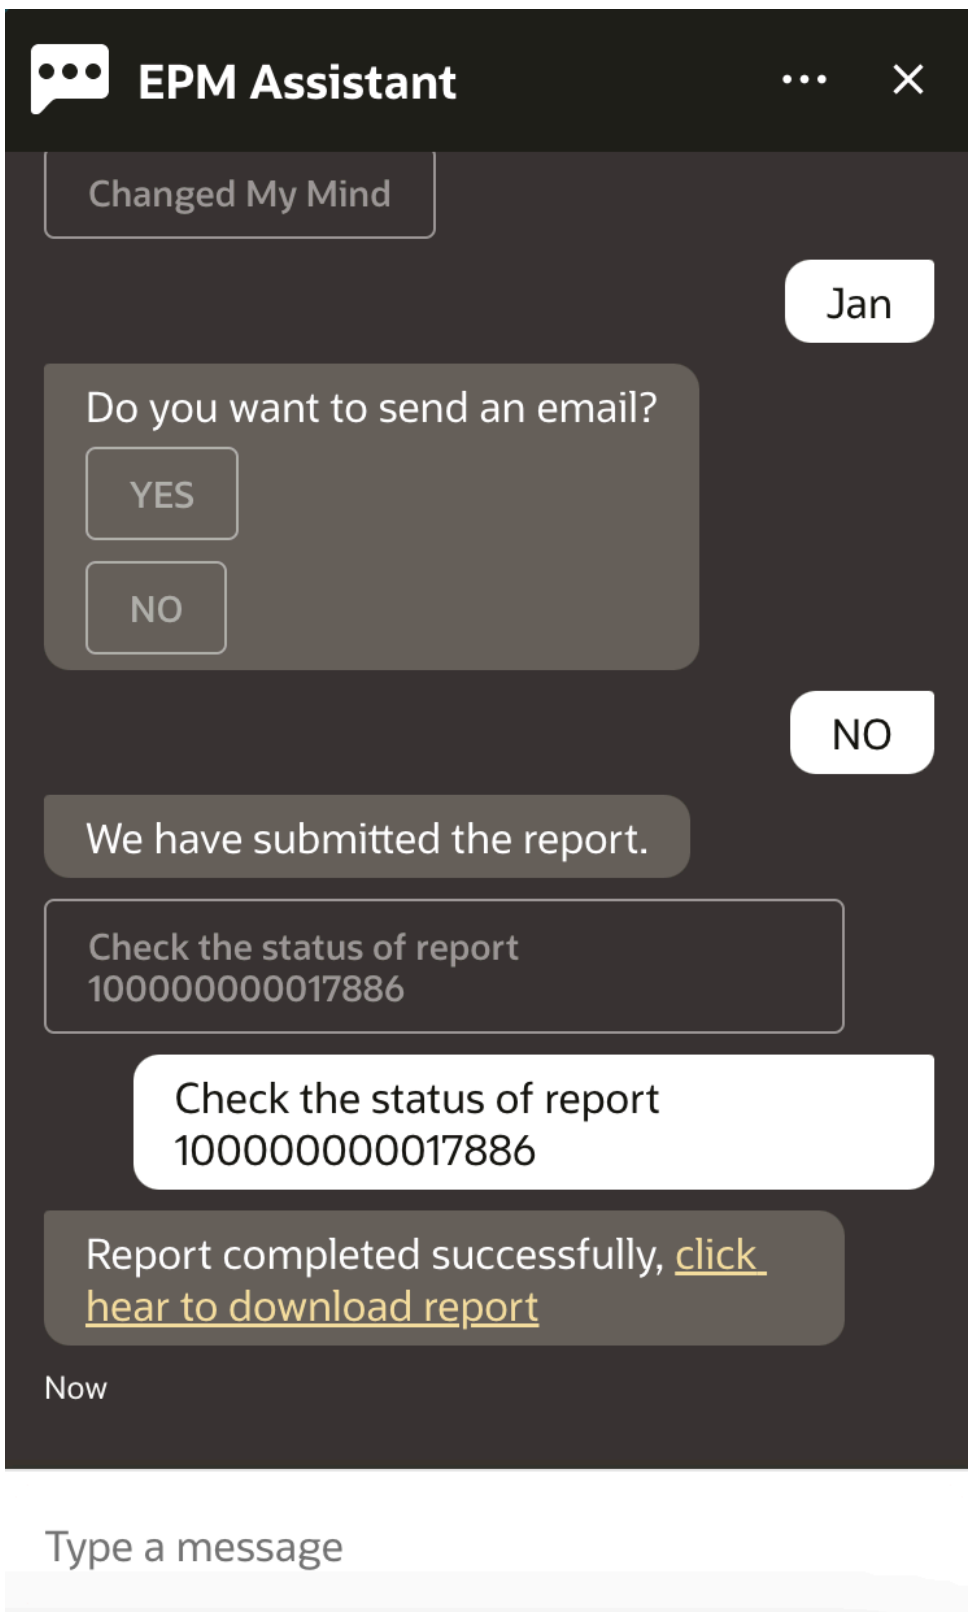 EPM Assistant
Changed My Mind
Jan
Do you want to send an email?
YES
NO
NO
We have submitted the report.
Check the status of report
100000000017886
Check the status of report
100000000017886
Report completed successfully, click
hear to download report
Now
Type a message